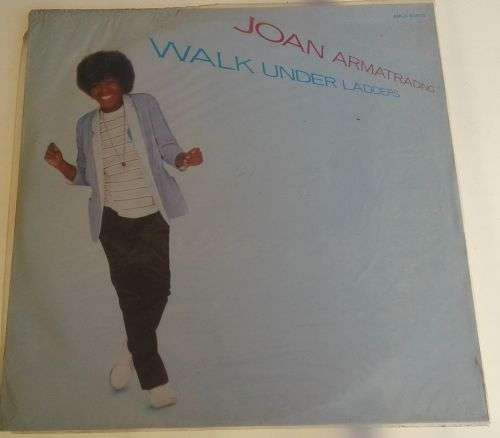 JOAN ARMATRADING
WALK UNDER LADDERS